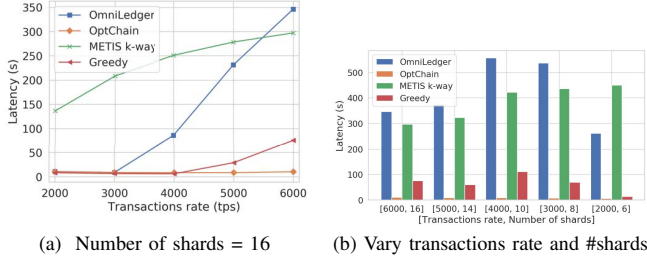 350
300
250
200
150
100
50
0
Latency (s)
OmniLedger
OptChain
METIS k-way
Greedy
2000 3000 4000 5000 6000
Transactions rate (tps)
(a) Number of shards = 16
500
400
300
200
100
0
Latency (s)
OmniLedger
OptChain
METIS k-way
Greedy
[6000, 16] [5000, 14] [4000, 10] [3000, 8] [2000, 6]
[Transactions rate, Number of shards]
(b) Vary transactions rate and #shards